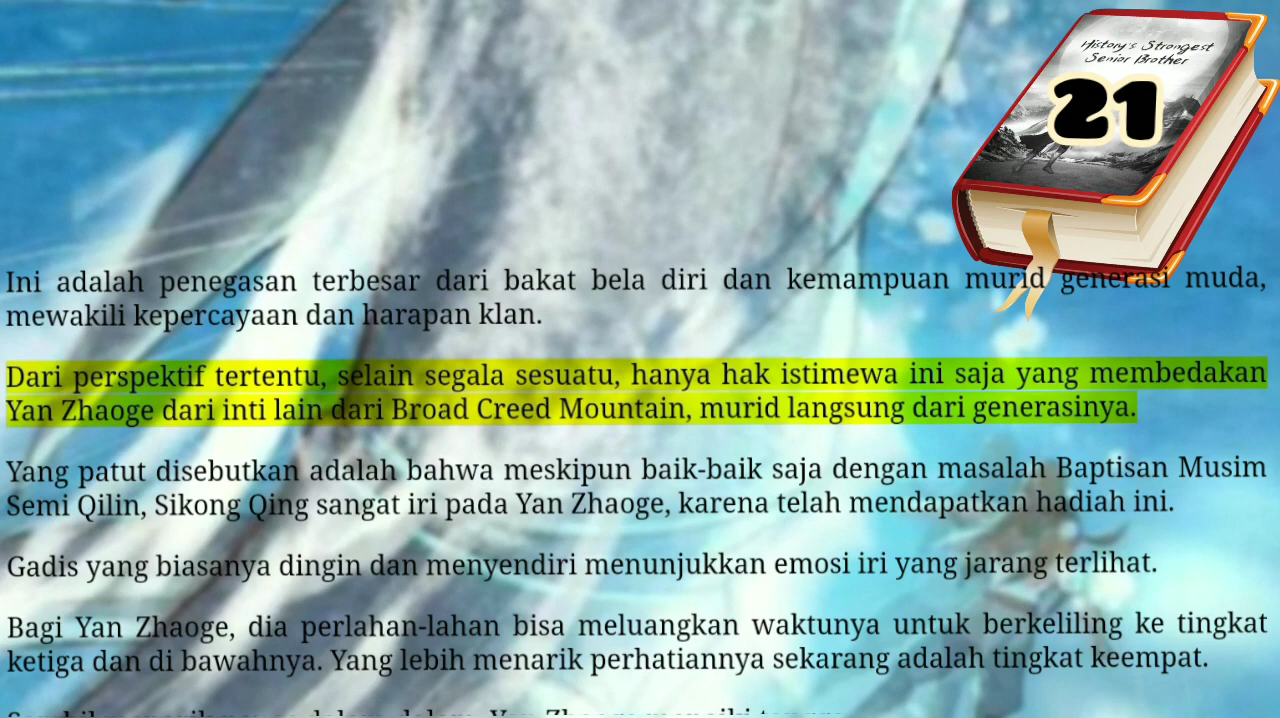 History's Strongest
Senior Brother
21
Ini adalah penegasan terbesar dari bakat bela diri dan kemampuan murid generasi muda,
mewakili kepercayaan dan harapan klan.
Dari perspektif tertentu, selain segala sesuatu, hanya hak istimewa ini saja yang membedakan
Yan Zhaoge dari inti lain dari Broad Creed Mountain, murid langsung dari generasinya.
Yang patut disebutkan adalah bahwa meskipun baik-baik saja dengan masalah Baptisan Musim
Semi Qilin, Sikong Qing sangat iri pada Yan Zhaoge, karena telah mendapatkan hadiah ini.
Gadis yang biasanya dingin dan menyendiri menunjukkan emosi iri yang jarang terlihat.
Bagi Yan Zhaoge, dia perlahan-lahan bisa meluangkan waktunya untuk berkeliling ke tingkat
ketiga dan di bawahnya. Yang lebih menarik perhatiannya sekarang adalah tingkat keempat.